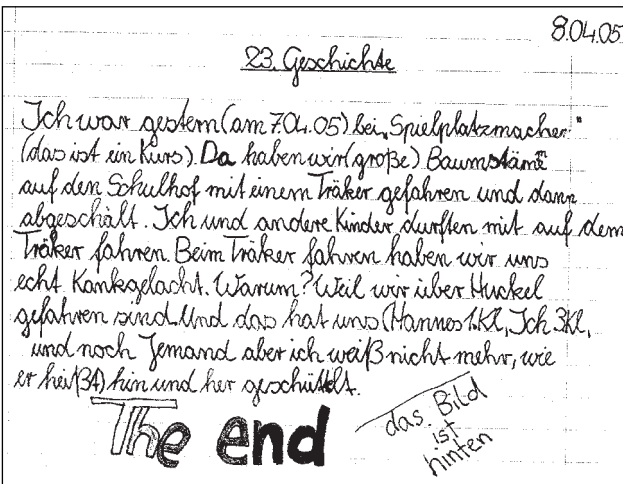 8.04.05
23. Geschichte
Ich war gestern (am 7.04.05) bei „Spielplatzmacher"
(das ist ein Kurs). Da haben wir (große) Baumstäme
auf den Schulhof mit einem Träker gefahren und dann
abgeschält. Ich und andere Kinder durften mit auf dem
Träker fahren. Beim Träker fahren haben wir uns
echt Kankgelacht. Warum? Weil wir über Huckel
gefahren sind. Und das hat uns (Hannes 1.Kl, Ich 3Kl,
und noch Jemand aber ich weiß nicht mehr, wie
er heißt) hin und her geschüttelt.
The end
das Bild
ist
hinten